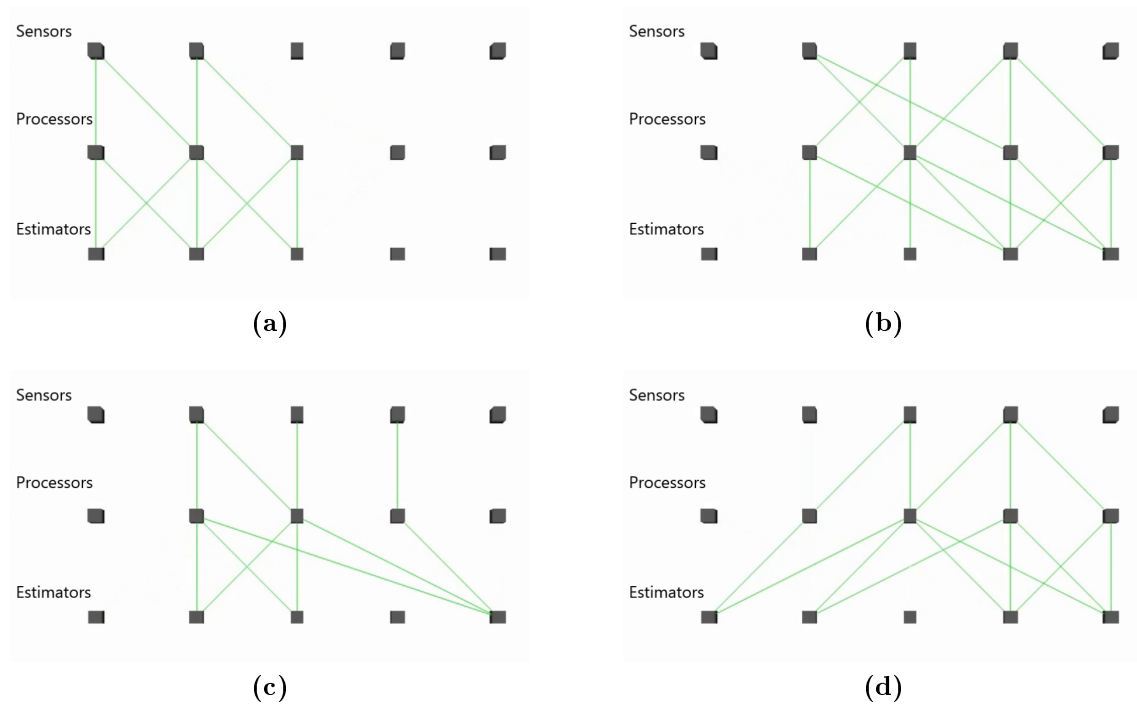 Sensors
Processors
Estimators
(a)
Sensors
Processors
Estimators
(b)
Sensors
Processors
Estimators
(c)
Sensors
Processors
Estimators
(d)